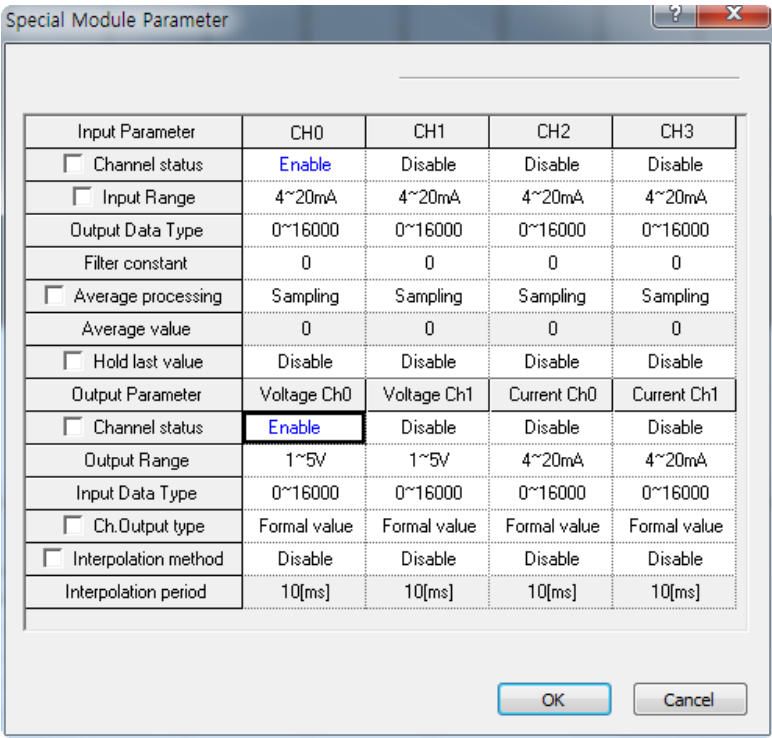 Special Module Parameter ? X
Input Parameter CH0 CH1 CH2 CH3
Channel status Enable Disable Disable Disable
Input Range 4~20mA 4~20mA 4~20mA 4~20mA
Output Data Type 0~16000 0~16000 0~16000 0~16000
Filter constant 0 0 0 0
Average processing Sampling Sampling Sampling Sampling
Average value 0 0 0 0
Hold last value Disable Disable Disable Disable
Output Parameter Voltage Ch0 Voltage Ch1 Current Ch0 Current Ch1
Channel status Enable Disable Disable Disable
Output Range 1~5V 1~5V 4~20mA 4~20mA
Input Data Type 0~16000 0~16000 0~16000 0~16000
Ch.Output type Formal value Formal value Formal value Formal value
Interpolation method Disable Disable Disable Disable
Interpolation period 10[ms] 10[ms] 10[ms] 10[ms]
OK Cancel